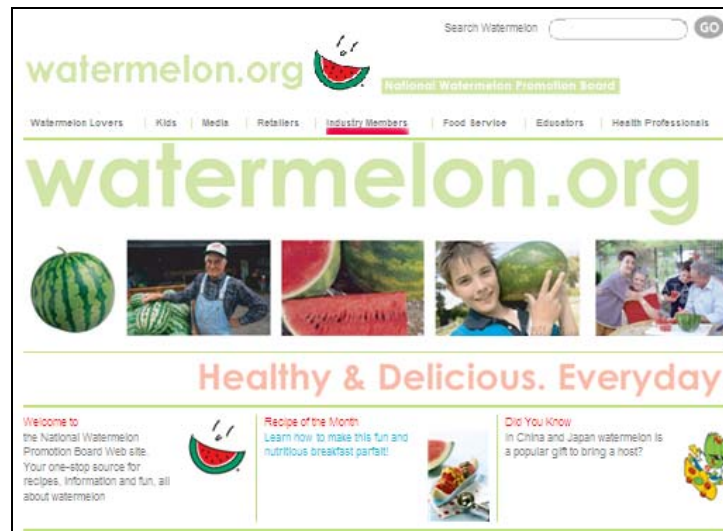 Search Watermelon
GO
watermelon.org
National Watermelon Promotion Board
Watermelon Lovers | Kids | Media | Retailers | Industry Members | Food Service | Educators | Health Professionals
watermelon.org
Healthy & Delicious. Everyday
Welcome to
the National Watermelon
Promotion Board Web site.
Your one-stop source for
recipes, information and fun, all
about watermelon
Recipe of the Month
Learn how to make this fun and
nutritious breakfast parfait!
Did You Know
In China and Japan watermelon is
a popular gift to bring a host?